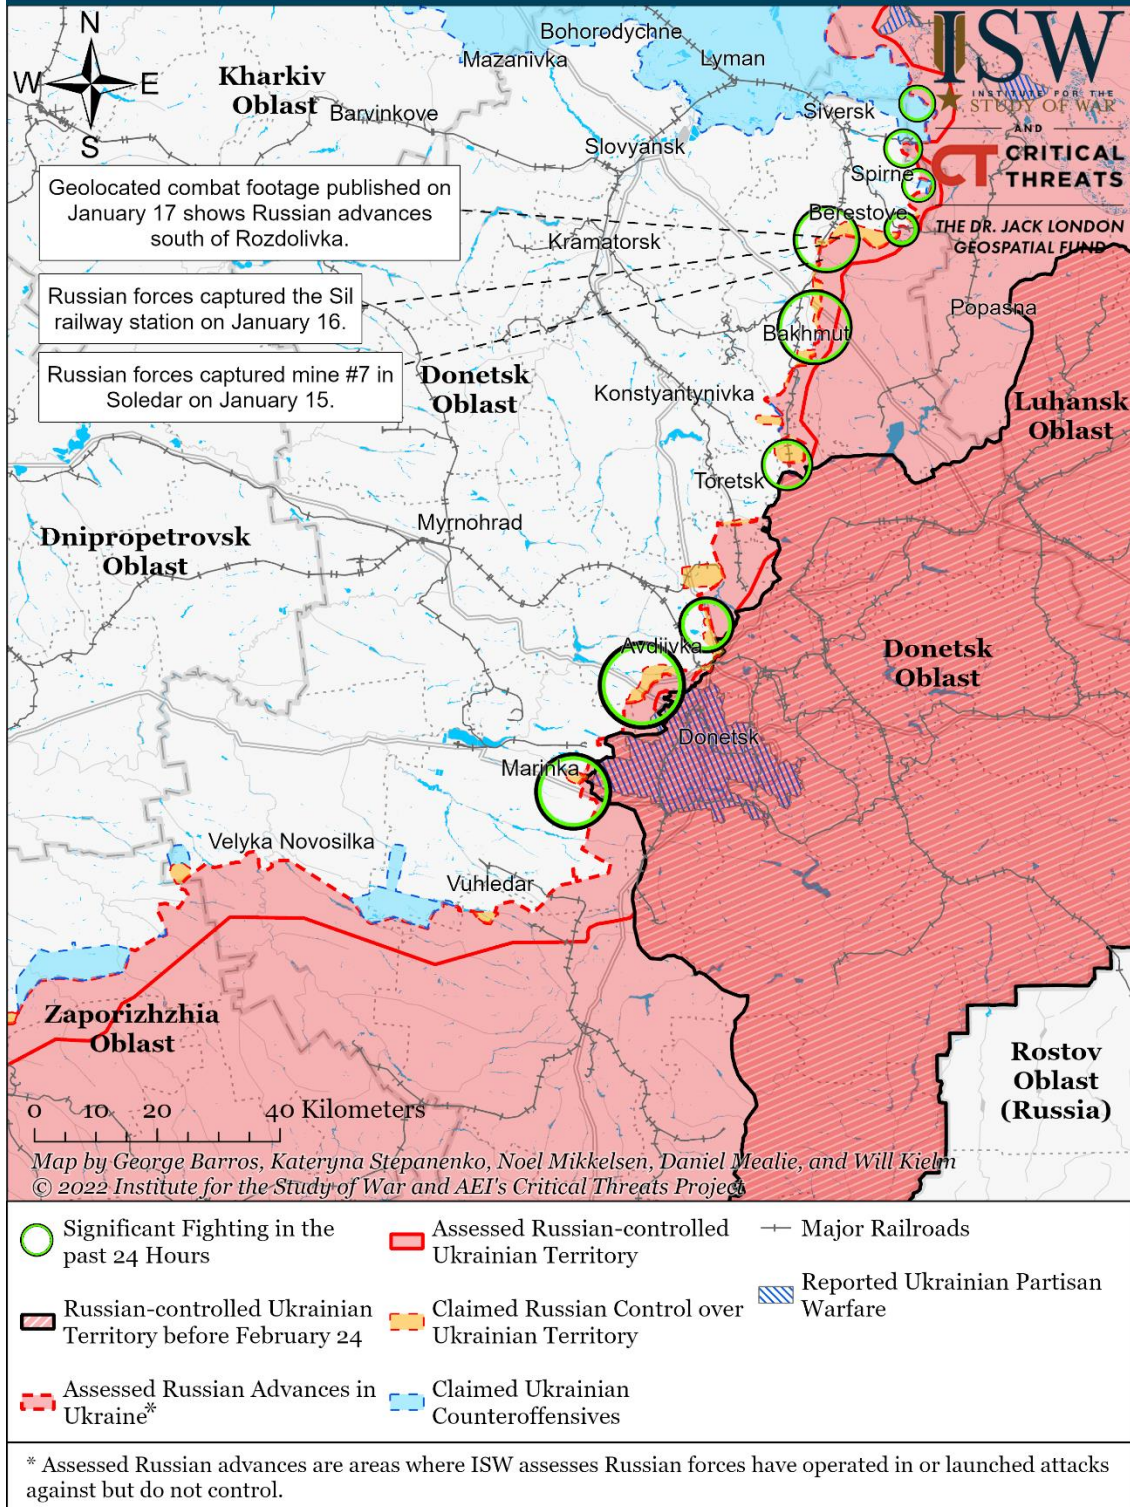 N
W
E
S
ISW
INSTITUTE FOR THE
STUDY OF WAR
AND
CT CRITICAL
THREATS
THE DR. JACK LONDON
GEOSPATIAL FUND
Bohorodychne
Mazanivka
Lyman
Kharkiv
Oblast
Barvinkove
Siversk
Slovyansk
Spirne
Geolocated combat footage published on
January 17 shows Russian advances
south of Rozdolivka.
Berestove
Kramatorsk
Russian forces captured the Sil
railway station on January 16.
Popasna
Bakhmut
Russian forces captured mine #7 in
Soledar on January 15.
Donetsk
Oblast
Konstyantynivka
Luhansk
Oblast
Toretsk
Myrnohrad
Dnipropetrovsk
Oblast
Avdiivka
Donetsk
Oblast
Donetsk
Marinka
Velyka Novosilka
Vuhledar
Zaporizhzhia
Oblast
Rostov
Oblast
(Russia)
0 10 20 40 Kilometers
Map by George Barros, Kateryna Stepanenko, Noel Mikkelsen, Daniel Mealie, and Will Kielm
© 2022 Institute for the Study of War and AEI's Critical Threats Project
Significant Fighting in the
past 24 Hours
Russian-controlled Ukrainian
Territory before February 24
Assessed Russian Advances in
Ukraine*
Assessed Russian-controlled
Ukrainian Territory
Claimed Russian Control over
Ukrainian Territory
Claimed Ukrainian
Counteroffensives
Major Railroads
Reported Ukrainian Partisan
Warfare
* Assessed Russian advances are areas where ISW assesses Russian forces have operated in or launched attacks
against but do not control.